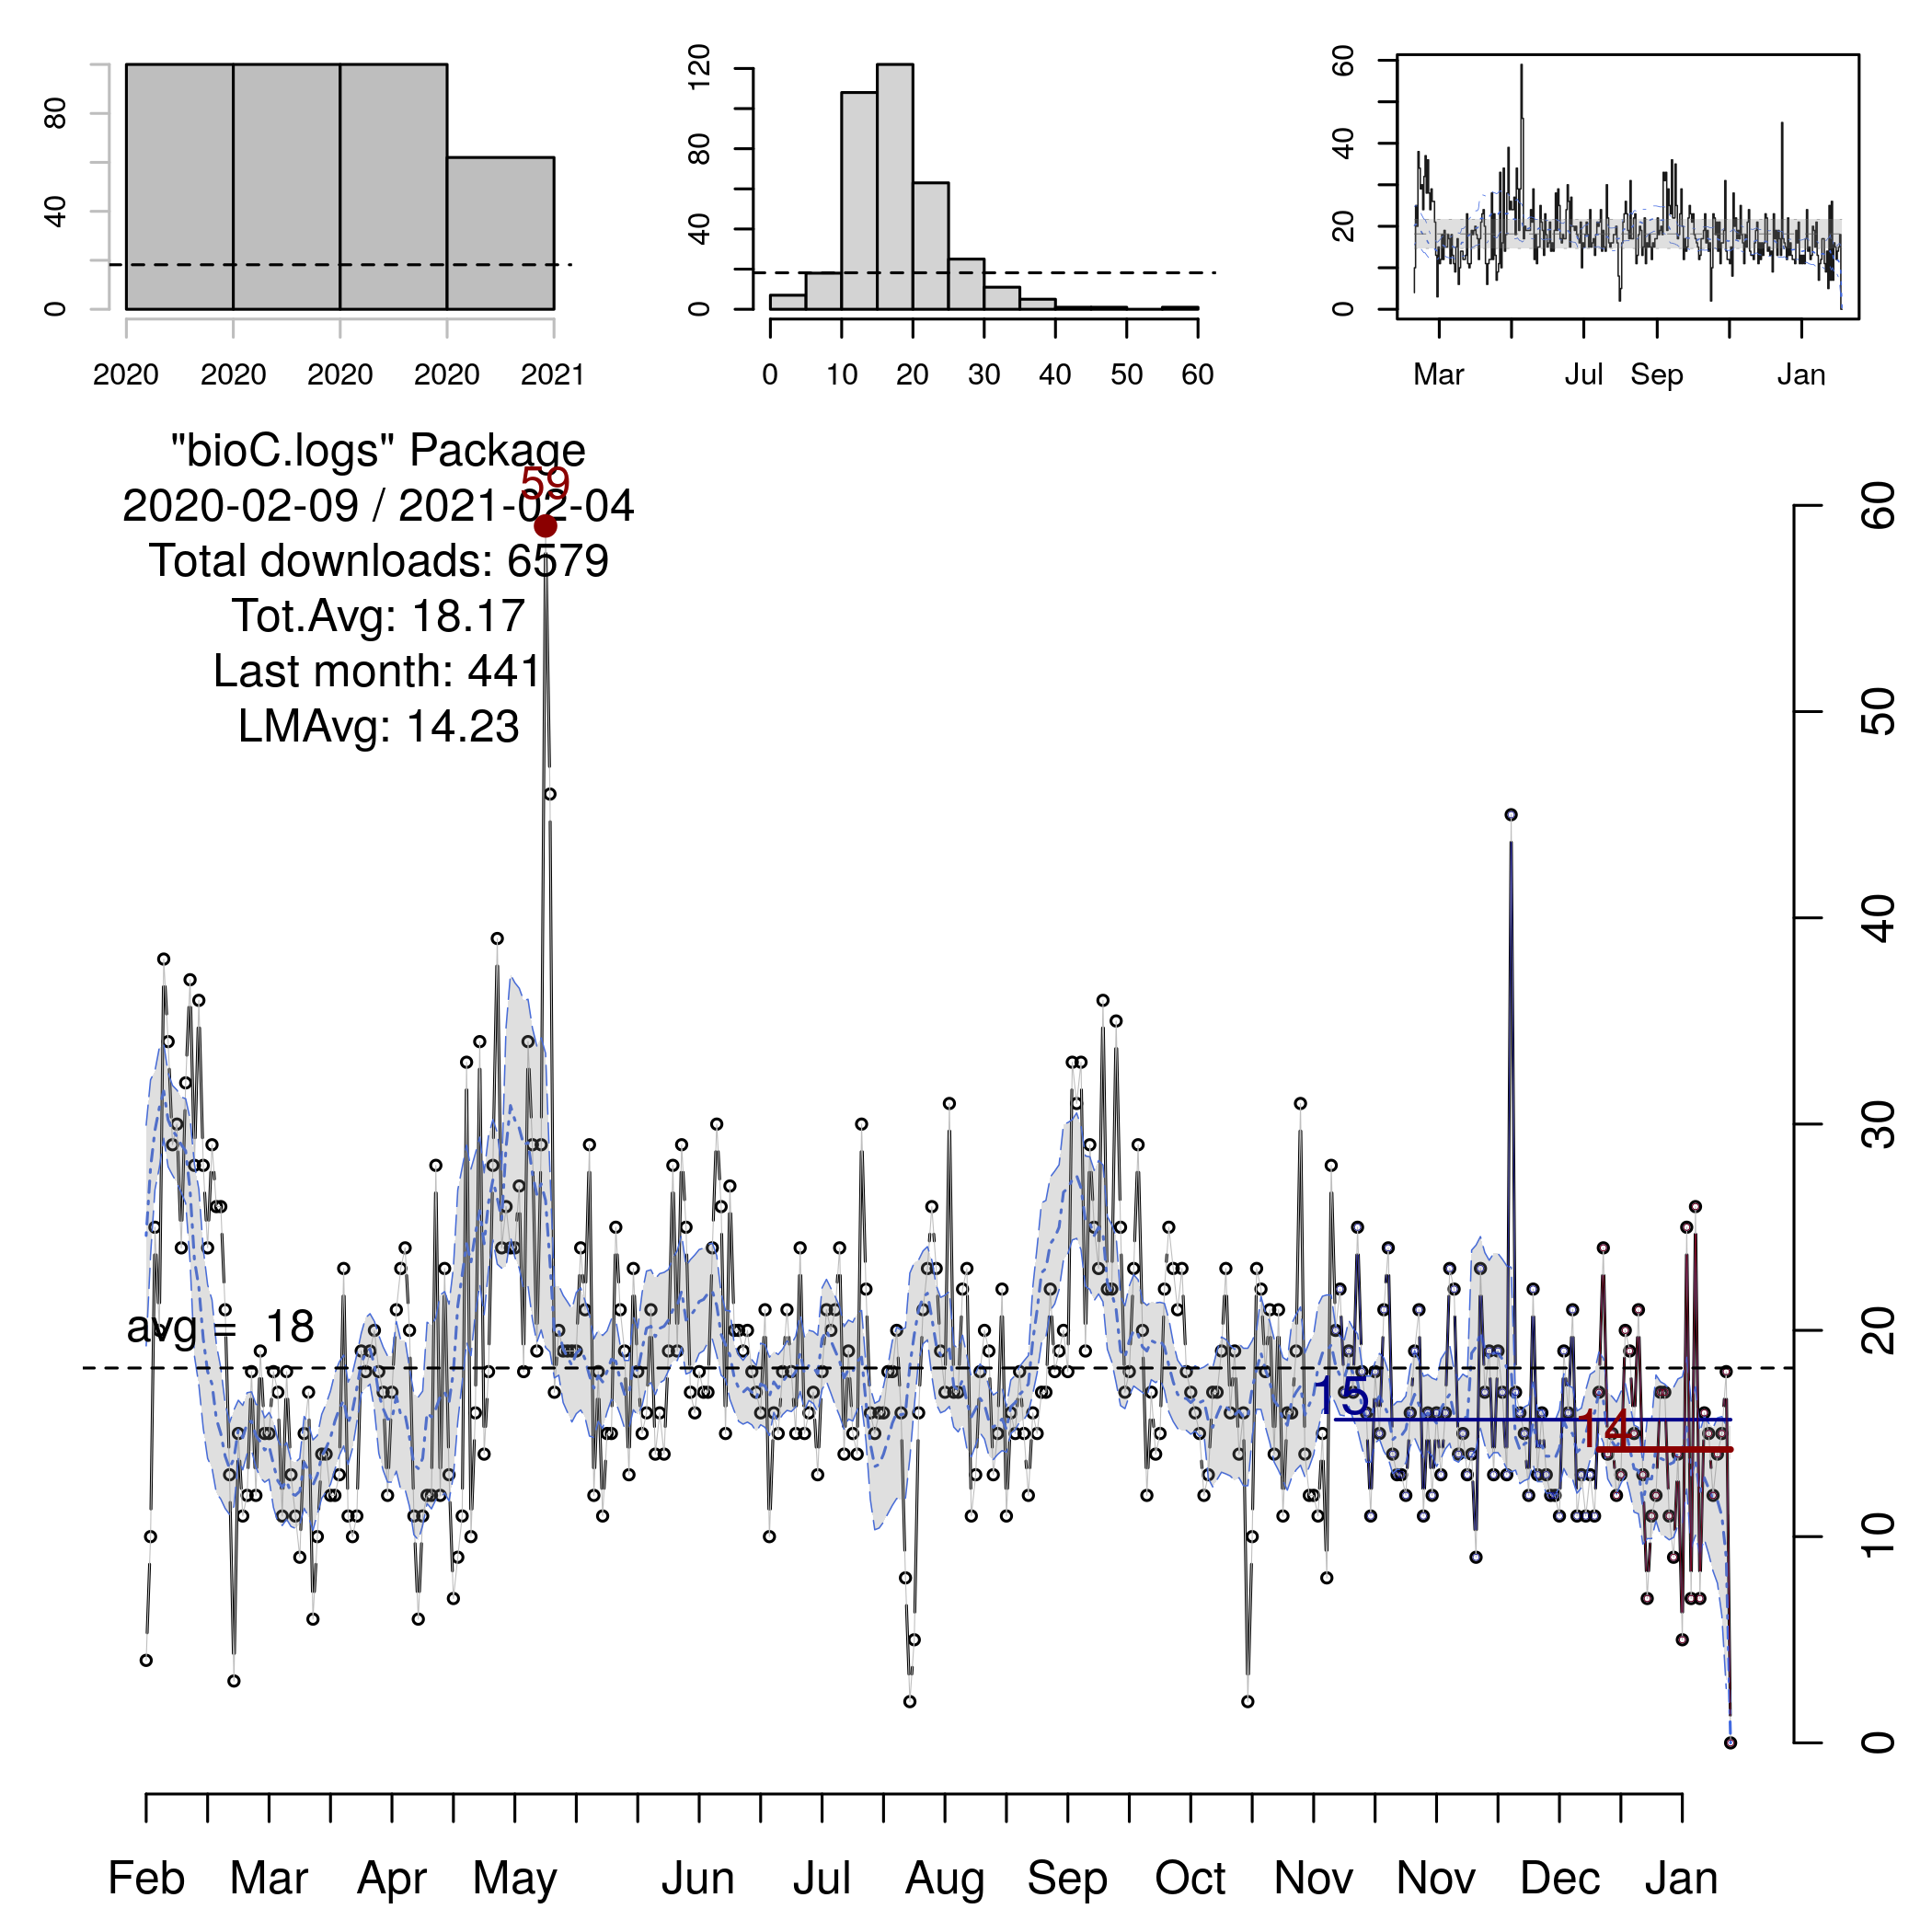 80
40
0
2020 2020 2020 2020 2021
120
80
40
0
0 10 20 30 40 50 60
60
40
20
0
Mar Jul Sep Jan
"bioC.logs" Package
59
2020-02-09 / 2021-02-04
Total downloads: 6579
Tot.Avg: 18.17
Last month: 441
LMAvg: 14.23
avg = 18
15
14
60
50
40
30
20
10
0
Feb Mar Apr May Jun Jul Aug Sep Oct Nov Nov Dec Jan